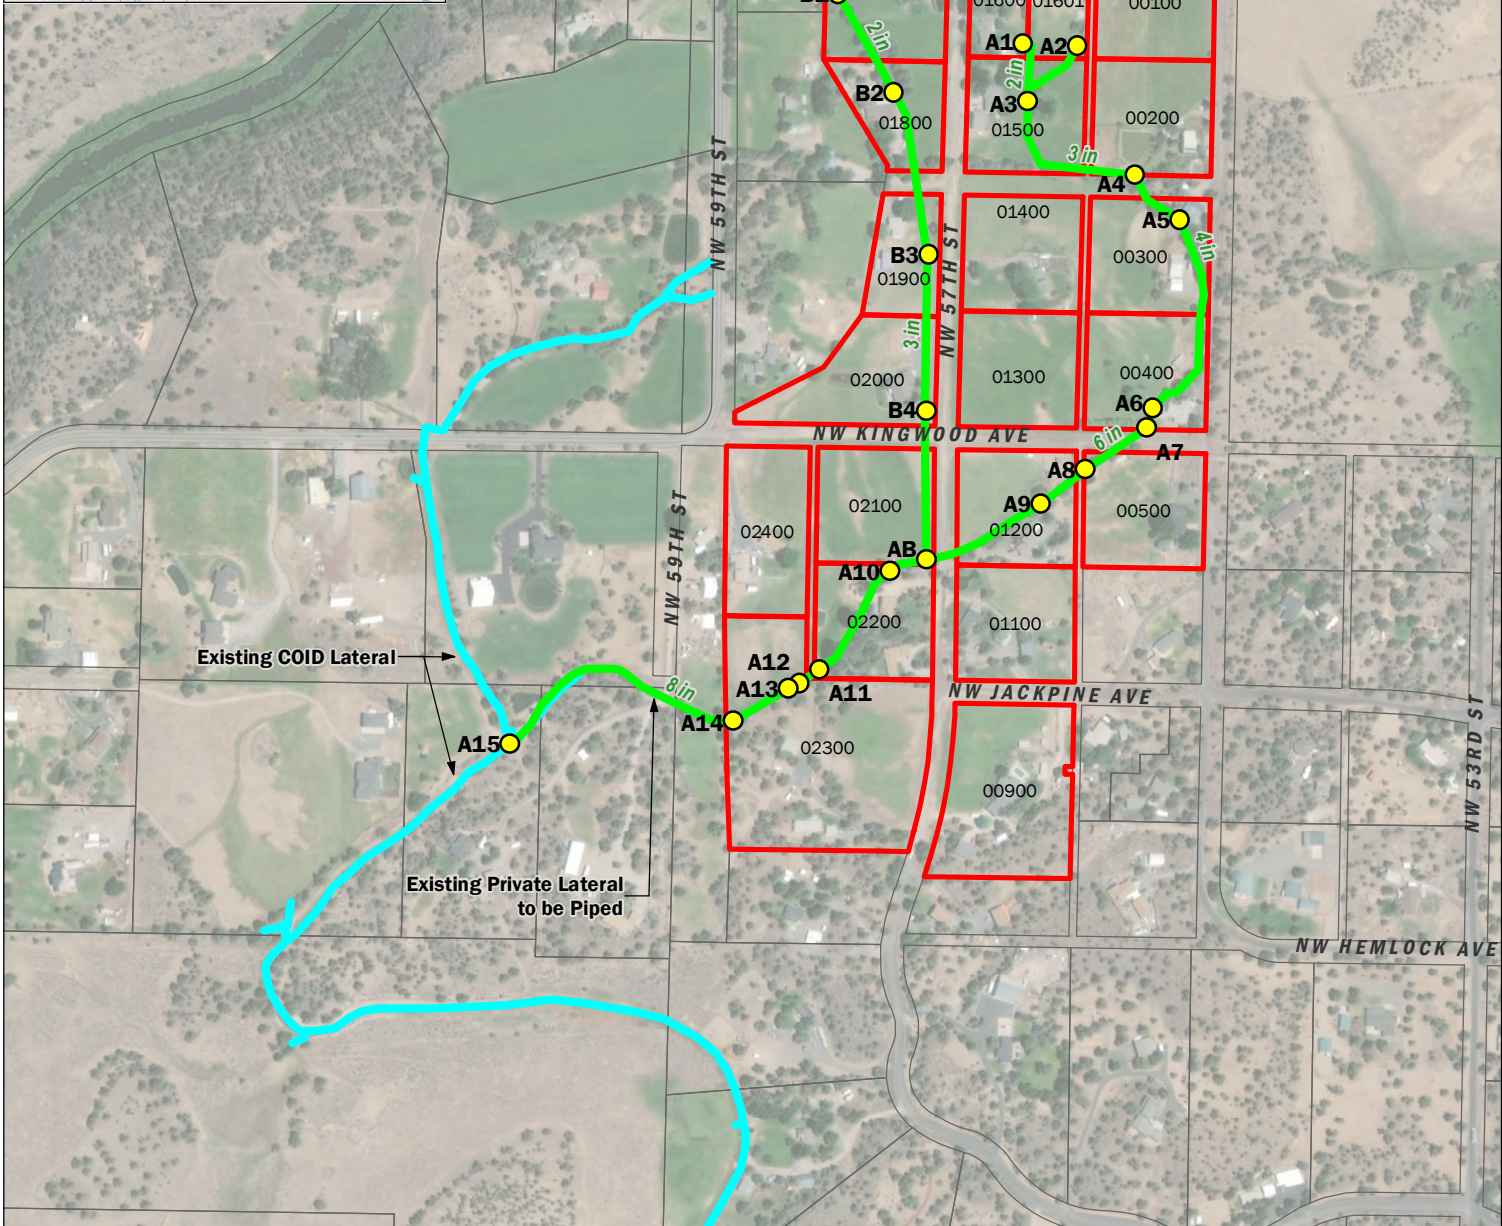 01600
01601
00100
2 in
A1
A2
2 in
B2
A3
01800
01500
00200
3 in
A4
NW 59TH ST
01400
A5
4 in
B3
00300
01900
NW 57TH ST
3 in
02000
01300
00400
B4
A6
NW KINGWOOD AVE
6 in
A7
A8
02400
02100
A9
00500
01200
NW 59TH ST
AB
A10
02200
01100
Existing COID Lateral
A12
A13
A11
8 in
A14
NW JACKPINE AVE
A15
02300
NW 53RD ST
00900
Existing Private Lateral
to be Piped
NW HEMLOCK AVE